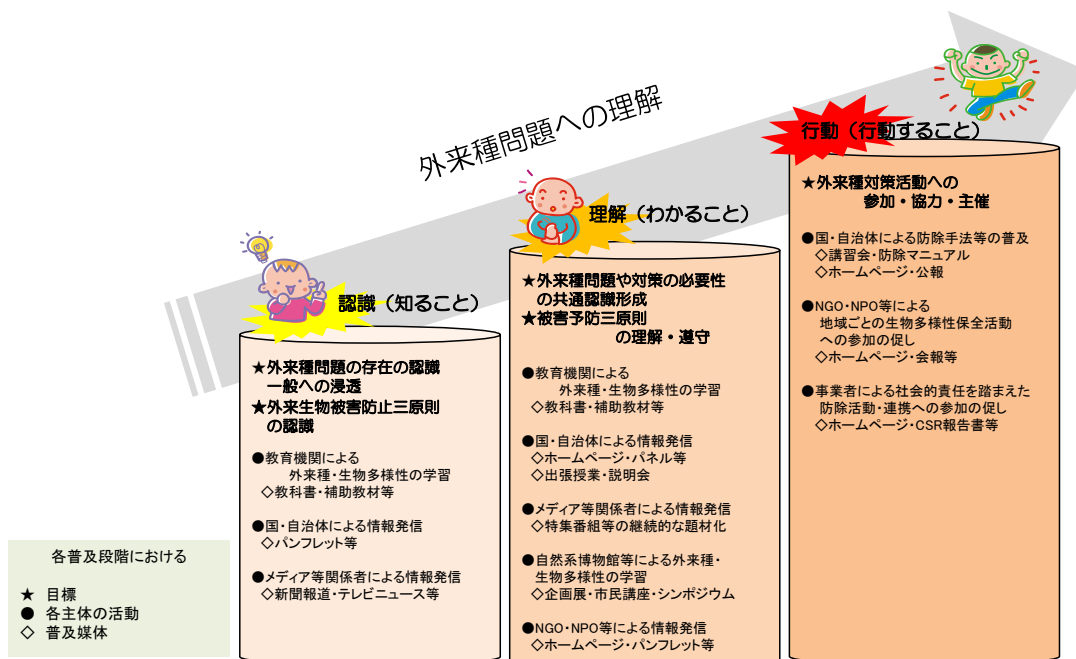 外来種問題への理解
認識（知ること）
★外来種問題の存在の認識
一般への浸透
★外来生物被害防止三原則
の認識
●教育機関による
外来種・生物多様性の学習
◇教科書・補助教材等
●国・自治体による情報発信
◇パンフレット等
●メディア等関係者による情報発信
◇新聞報道・テレビニュース等
理解（わかること）
★外来種問題や対策の必要性
の共通認識形成
★被害予防三原則
の理解・遵守
●教育機関による
外来種・生物多様性の学習
◇教科書・補助教材等
●国・自治体による情報発信
◇ホームページ・パネル等
◇出張授業・説明会
●メディア等関係者による情報発信
◇特集番組等の継続的な題材化
●自然系博物館等による外来種・
生物多様性の学習
◇企画展・市民講座・シンポジウム
●NGO・NPO等による情報発信
◇ホームページ・パンフレット等
行動（行動すること）
★外来種対策活動への
参加・協力・主催
●国・自治体による防除手法等の普及
◇講習会・防除マニュアル
◇ホームページ・公報
●NGO・NPO等による
地域ごとの生物多様性保全活動
への参加の促し
◇ホームページ・会報等
●事業者による社会的責任を踏まえた
防除活動・連携への参加の促し
◇ホームページ・CSR報告書等
各普及段階における
★ 目標
● 各主体の活動
◇ 普及媒体